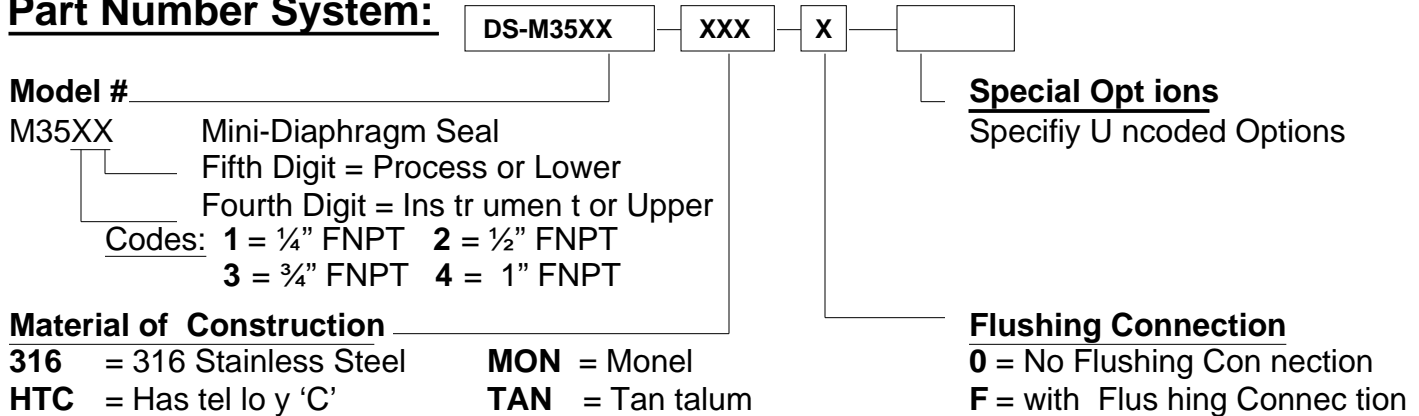 Part Number System: DS-M35XX XXX X
Model #
M35XX Mini-Diaphragm Seal
Fifth Digit = Process or Lower
Fourth Digit = Ins tr umen t or Upper
Codes: 1 = ¼” FNPT 2 = ½” FNPT
3 = ¾” FNPT 4 = 1” FNPT
Special Opt ions
Specifiy U ncoded Options
Material of Construction
316 = 316 Stainless Steel MON = Monel
HTC = Has tel lo y ‘C’ TAN = Tan talum
Flushing Connection
0 = No Flushing Con nection
F = with Flus hing Connec tion